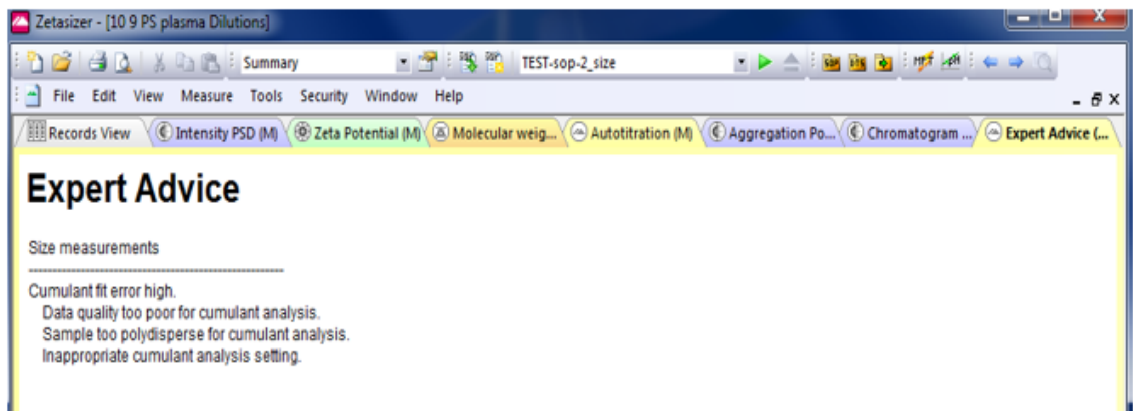 Zetasizer - [10 9 PS plasma Dilutions]
Summary TEST-sop-2_size
File Edit View Measure Tools Security Window Help
Records View Intensity PSD (M) Zeta Potential (M) Molecular weig... Autotitration (M) Aggregation Po... Chromatogram ... Expert Advice (...
Expert Advice
Size measurements
Cumulant fit error high.
Data quality too poor for cumulant analysis.
Sample too polydisperse for cumulant analysis.
Inappropriate cumulant analysis setting.